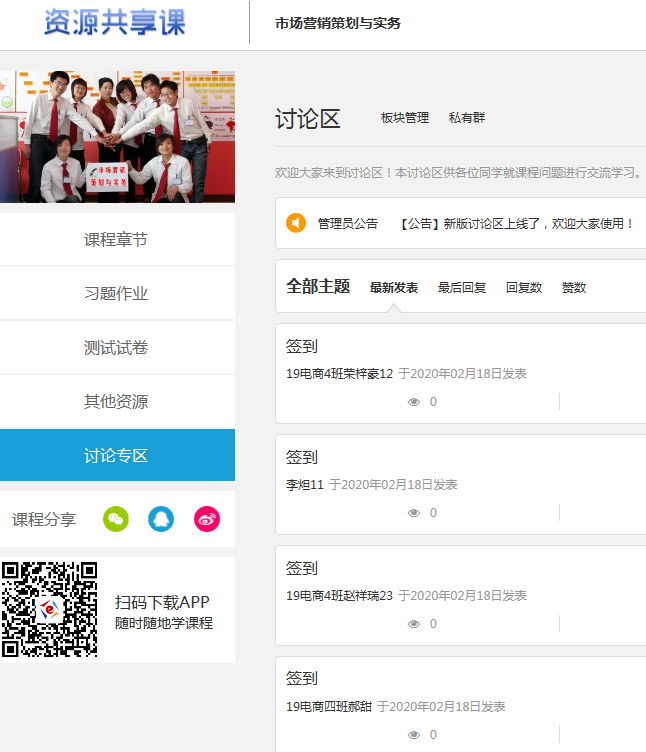 资源共享课
市场营销策划与实务
市场营销
策划与实务
课程章节
习题作业
测试试卷
其他资源
讨论专区
课程分享
扫码下载APP
随时随地学课程
讨论区 板块管理 私有群
欢迎大家来到讨论区！本讨论区供各位同学就课程问题进行交流学习。
管理员公告 【公告】新版讨论区上线了，欢迎大家使用！
全部主题 最新发表 最后回复 回复数 赞数
签到
19电商4班荣梓豪12 于2020年02月18日发表
0
签到
李炟11 于2020年02月18日发表
0
签到
19电商4班赵祥瑞23 于2020年02月18日发表
0
签到
19电商四班郝甜 于2020年02月18日发表
0